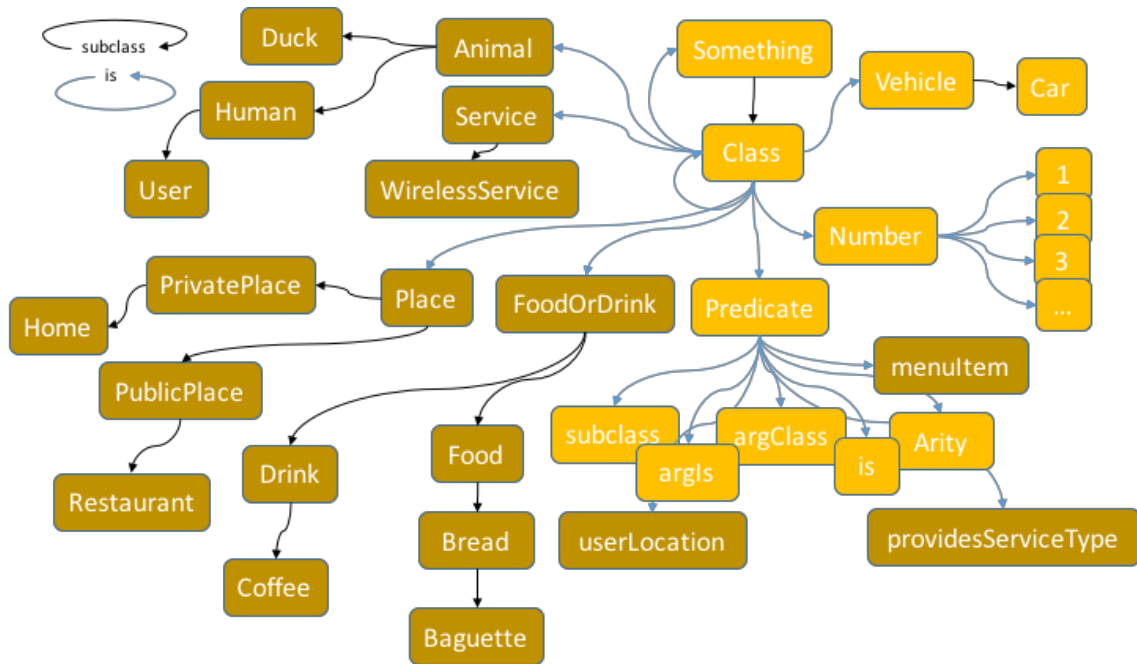 subclass
is
Duck
Animal
Something
Vehicle
Car
Human
Service
Class
User
WirelessService
1
2
3
...
Number
PrivatePlace
Place
FoodOrDrink
Predicate
Home
PublicPlace
menuItem
subclass
argClass
Arity
argIs
is
Food
Drink
Restaurant
Bread
userLocation
providesServiceType
Coffee
Baguette